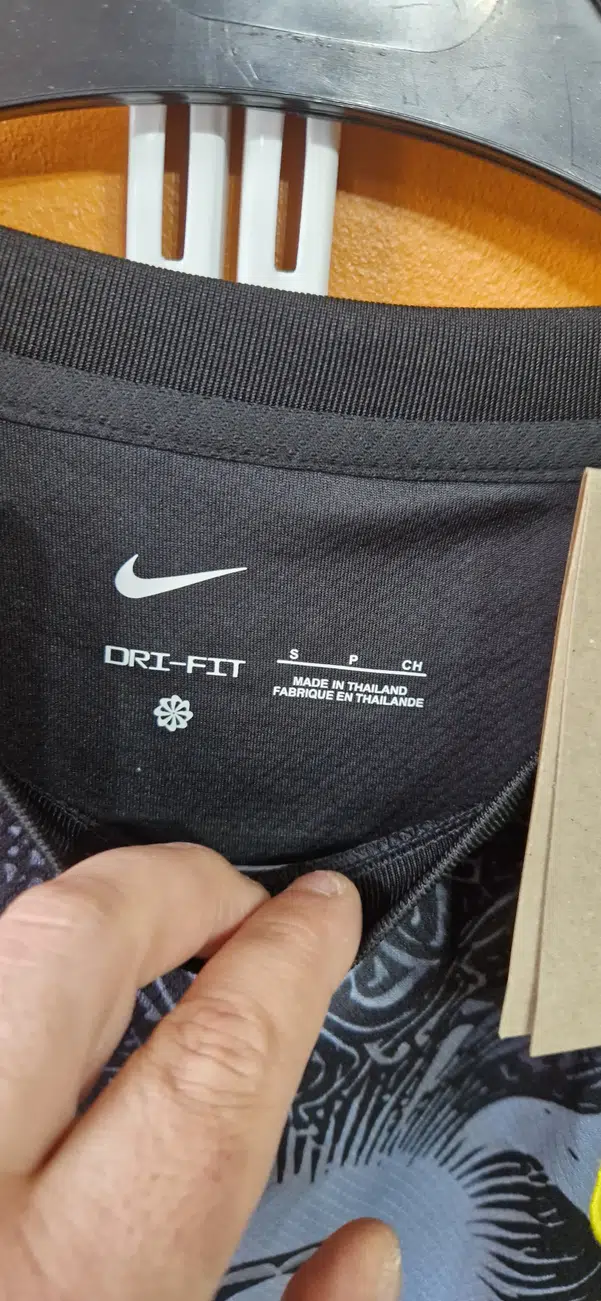 DRI-FIT
S P CH
MADE IN THAILAND
FABRIQUE EN THAILANDE